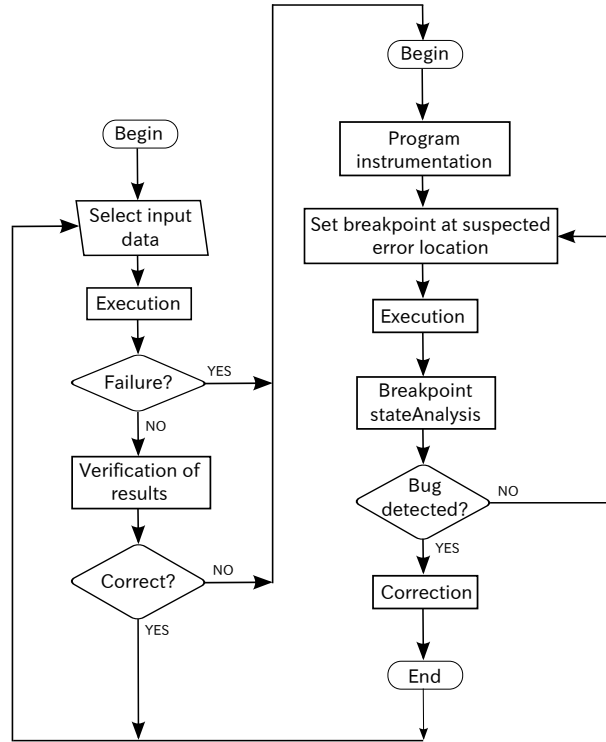 Begin
Select input
data
Execution
Failure?
YES
NO
Verification of
results
Correct?
NO
YES
Begin
Program
instrumentation
Set breakpoint at suspected
error location
Execution
Breakpoint
stateAnalysis
Bug
detected?
NO
YES
Correction
End